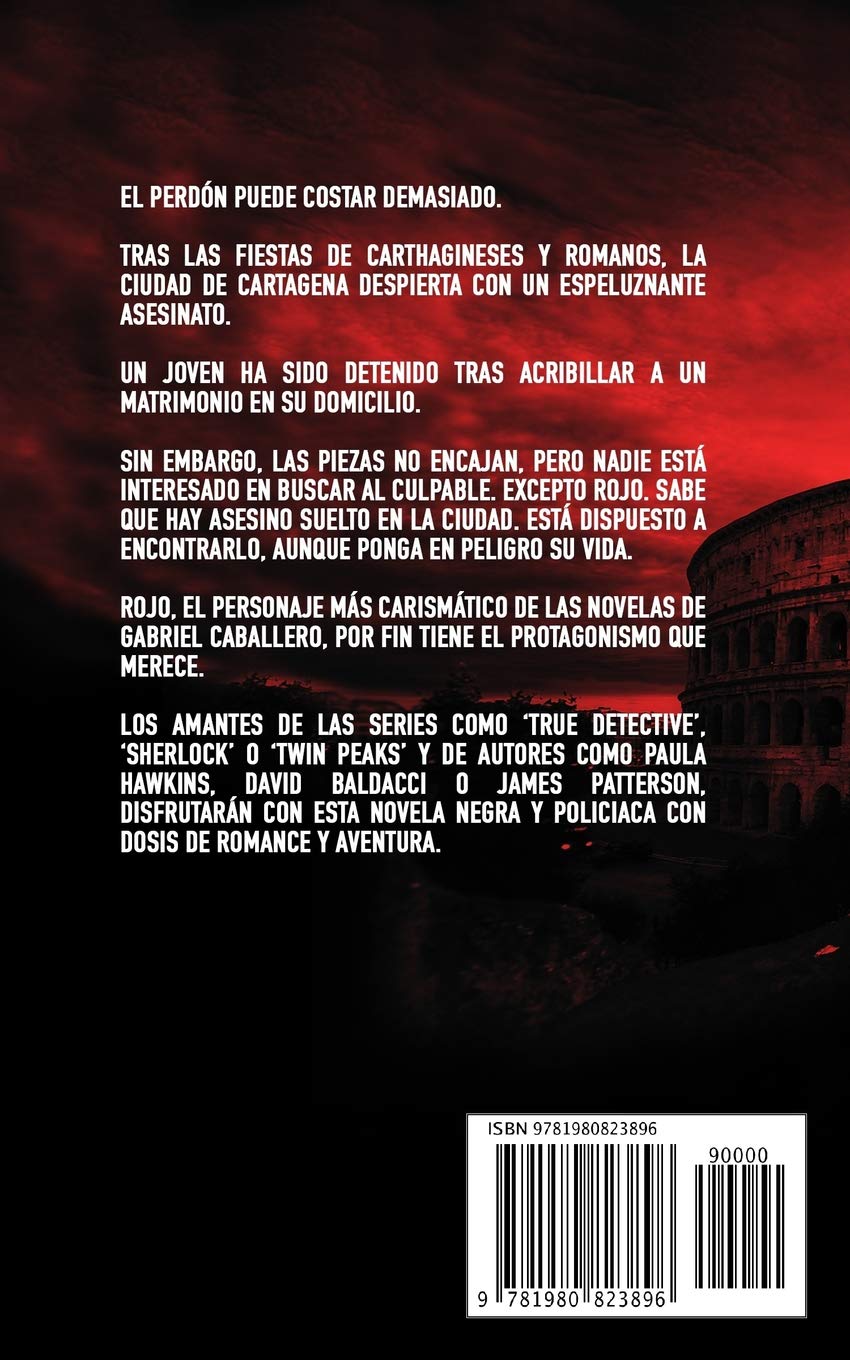 EL PERDÓN PUEDE COSTAR DEMASIADO.
TRAS LAS FIESTAS DE CARTHAGINESES Y ROMANOS, LA
CIUDAD DE CARTAGENA DESPIERTA CON UN ESPELUZNANTE
ASESINATO.
UN JOVEN HA SIDO DETENIDO TRAS ACRIBILLAR A UN
MATRIMONIO EN SU DOMICILIO.
SIN EMBARGO, LAS PIEZAS NO ENCAJAN, PERO NADIE ESTÁ
INTERESADO EN BUSCAR AL CULPABLE. EXCEPTO ROJO. SABE
QUE HAY ASESINO SUELTO EN LA CIUDAD. ESTÁ DISPUESTO A
ENCONTRARLO, AUNQUE PONGA EN PELIGRO SU VIDA.
ROJO, EL PERSONAJE MÁS CARISMÁTICO DE LAS NOVELAS DE
GABRIEL CABALLERO, POR FIN TIENE EL PROTAGONISMO QUE
MERECE.
LOS AMANTES DE LAS SERIES COMO ‘TRUE DETECTIVE’,
‘SHERLOCK’ O ‘TWIN PEAKS’ Y DE AUTORES COMO PAULA
HAWKINS, DAVID BALDACCI O JAMES PATTERSON,
DISFRUTARÁN CON ESTA NOVELA NEGRA Y POLICIACA CON
DOSIS DE ROMANCE Y AVENTURA.
ISBN 9781980823896
90000
9 781980 823896